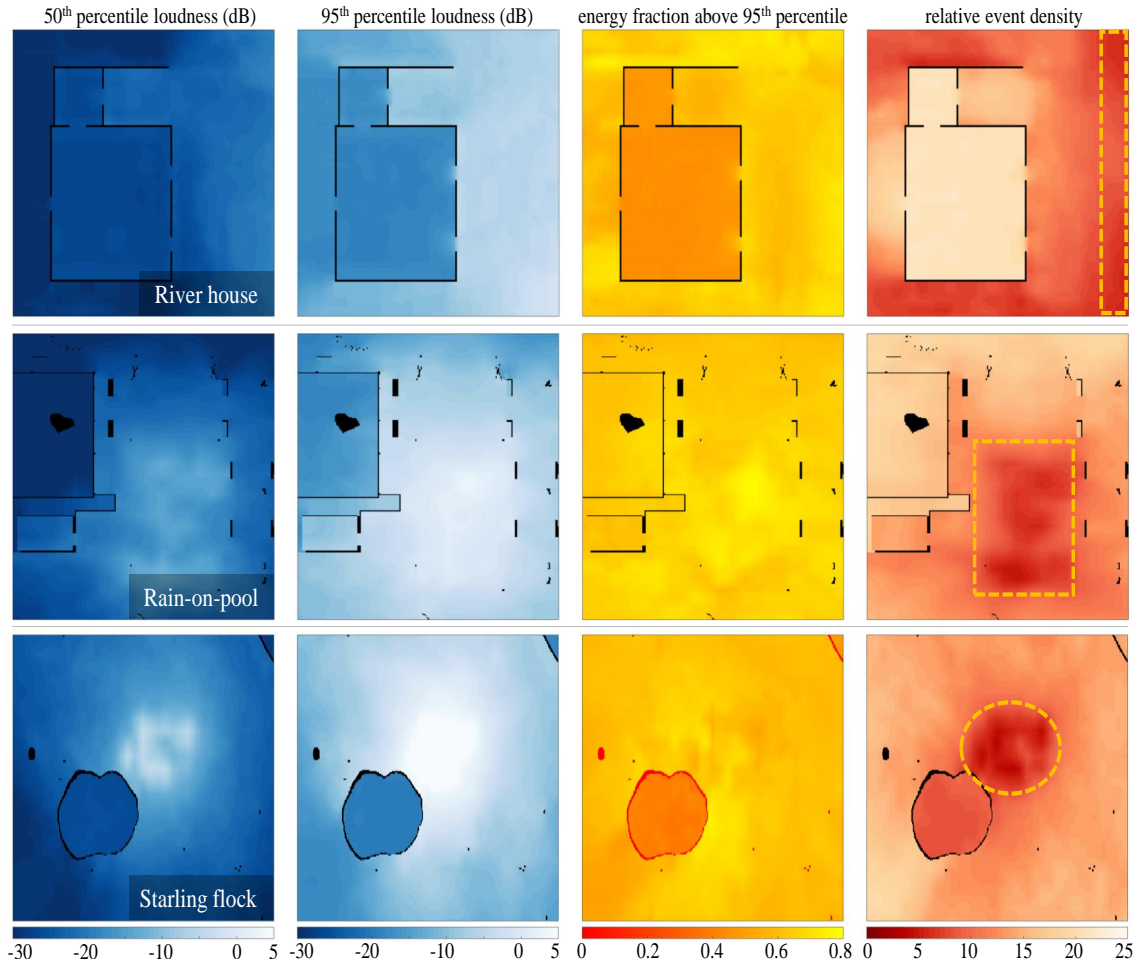 50th percentile loudness (dB) 95th percentile loudness (dB) energy fraction above 95th percentile relative event density
River house
Rain-on-pool
Starling flock
-30 -20 -10 0 5 -30 -20 -10 0 5 0 0.2 0.4 0.6 0.8 0 5 10 15 20 25